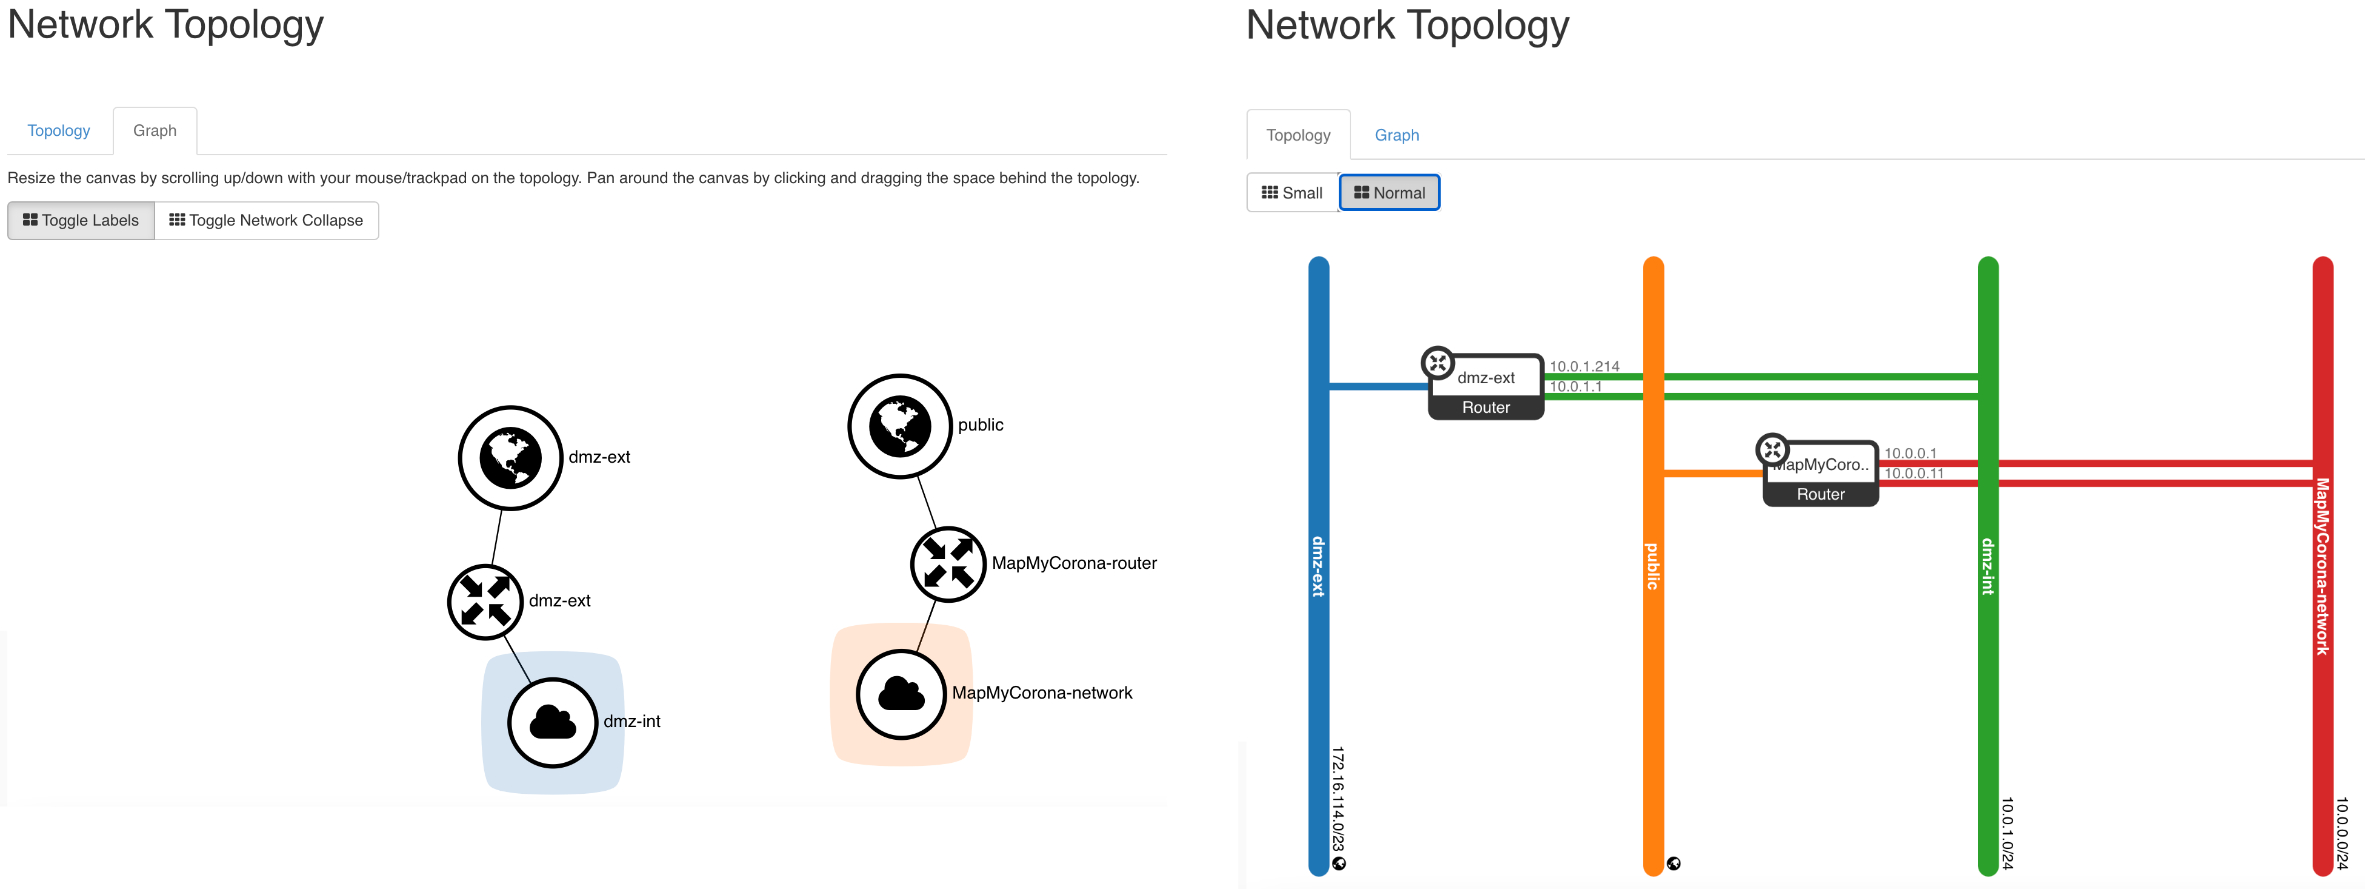 Network Topology
Topology
Graph
Resize the canvas by scrolling up/down with your mouse/trackpad on the topology. Pan around the canvas by clicking and dragging the space behind the topology.
Toggle Labels
Toggle Network Collapse
public
dmz-ext
MapMyCorona-router
dmz-ext
MapMyCorona-network
dmz-int
Network Topology
Topology
Graph
Small
Normal
dmz-ext
Router
10.0.1.214
10.0.1.1
MapMyCoro..
Router
10.0.0.1
10.0.0.11
dmz-ext
172.16.114.0/23
public
dmz-int
10.0.1.0/24
MapMyCorona-network
10.0.0.0/24